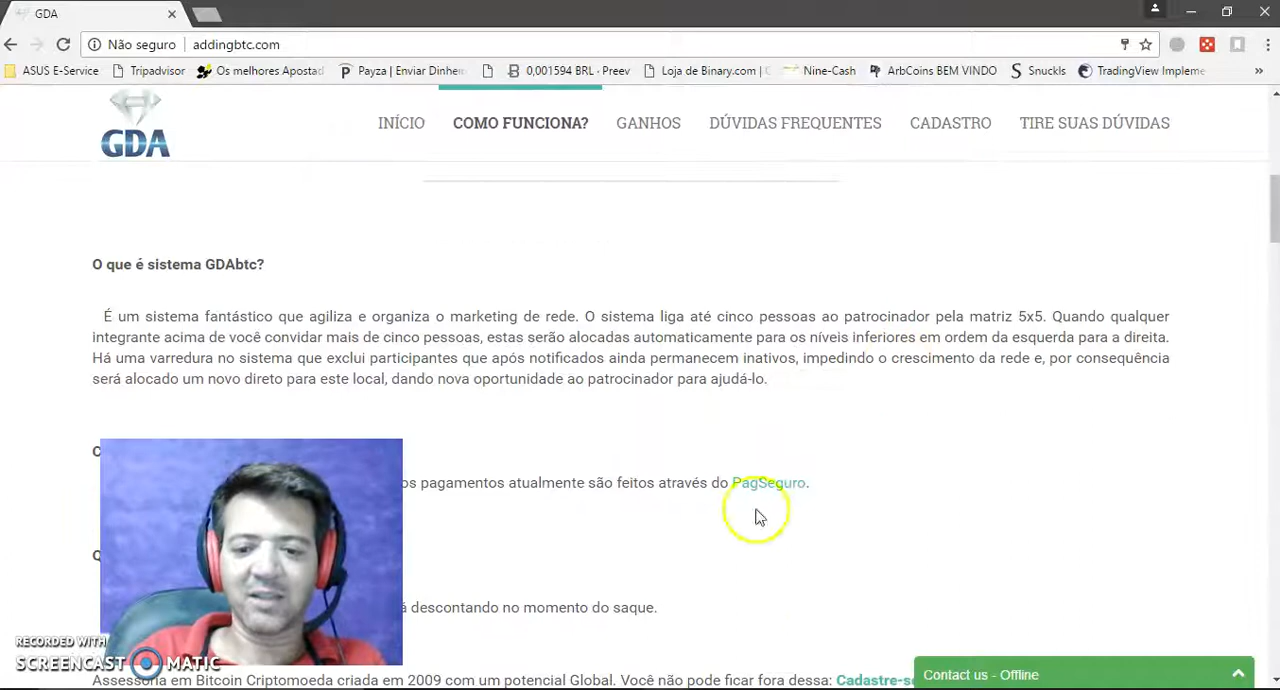 GDA
Não seguro addingbtc.com
ASUS E-Service Tripadvisor Os melhores Apostad Payza | Enviar Dinhei 0,001594 BRL · Preev Loja de Binary.com | Nine-Cash ArbCoins BEM VINDO Snuckls TradingView Impleme »
GDA
INÍCIO COMO FUNCIONA? GANHOS DÚVIDAS FREQUENTES CADASTRO TIRE SUAS DÚVIDAS
O que é sistema GDAbtc?
É um sistema fantástico que agiliza e organiza o marketing de rede. O sistema liga até cinco pessoas ao patrocinador pela matriz 5x5. Quando qualquer
integrante acima de você convidar mais de cinco pessoas, estas serão alocadas automaticamente para os níveis inferiores em ordem da esquerda para a direita.
Há uma varredura no sistema que exclui participantes que após notificados ainda permanecem inativos, impedindo o crescimento da rede e, por consequência
será alocado um novo direto para este local, dando nova oportunidade ao patrocinador para ajudá-lo.
os pagamentos atualmente são feitos através do PagSeguro.
á descontando no momento do saque.
RECORDED WITH
SCREENCAST MATIC
Assessoria em Bitcon Criptomoeda criada em 2009 com um potencial Global. Você não pode ficar fora dessa: Cadastre-se
Contact us - Offline